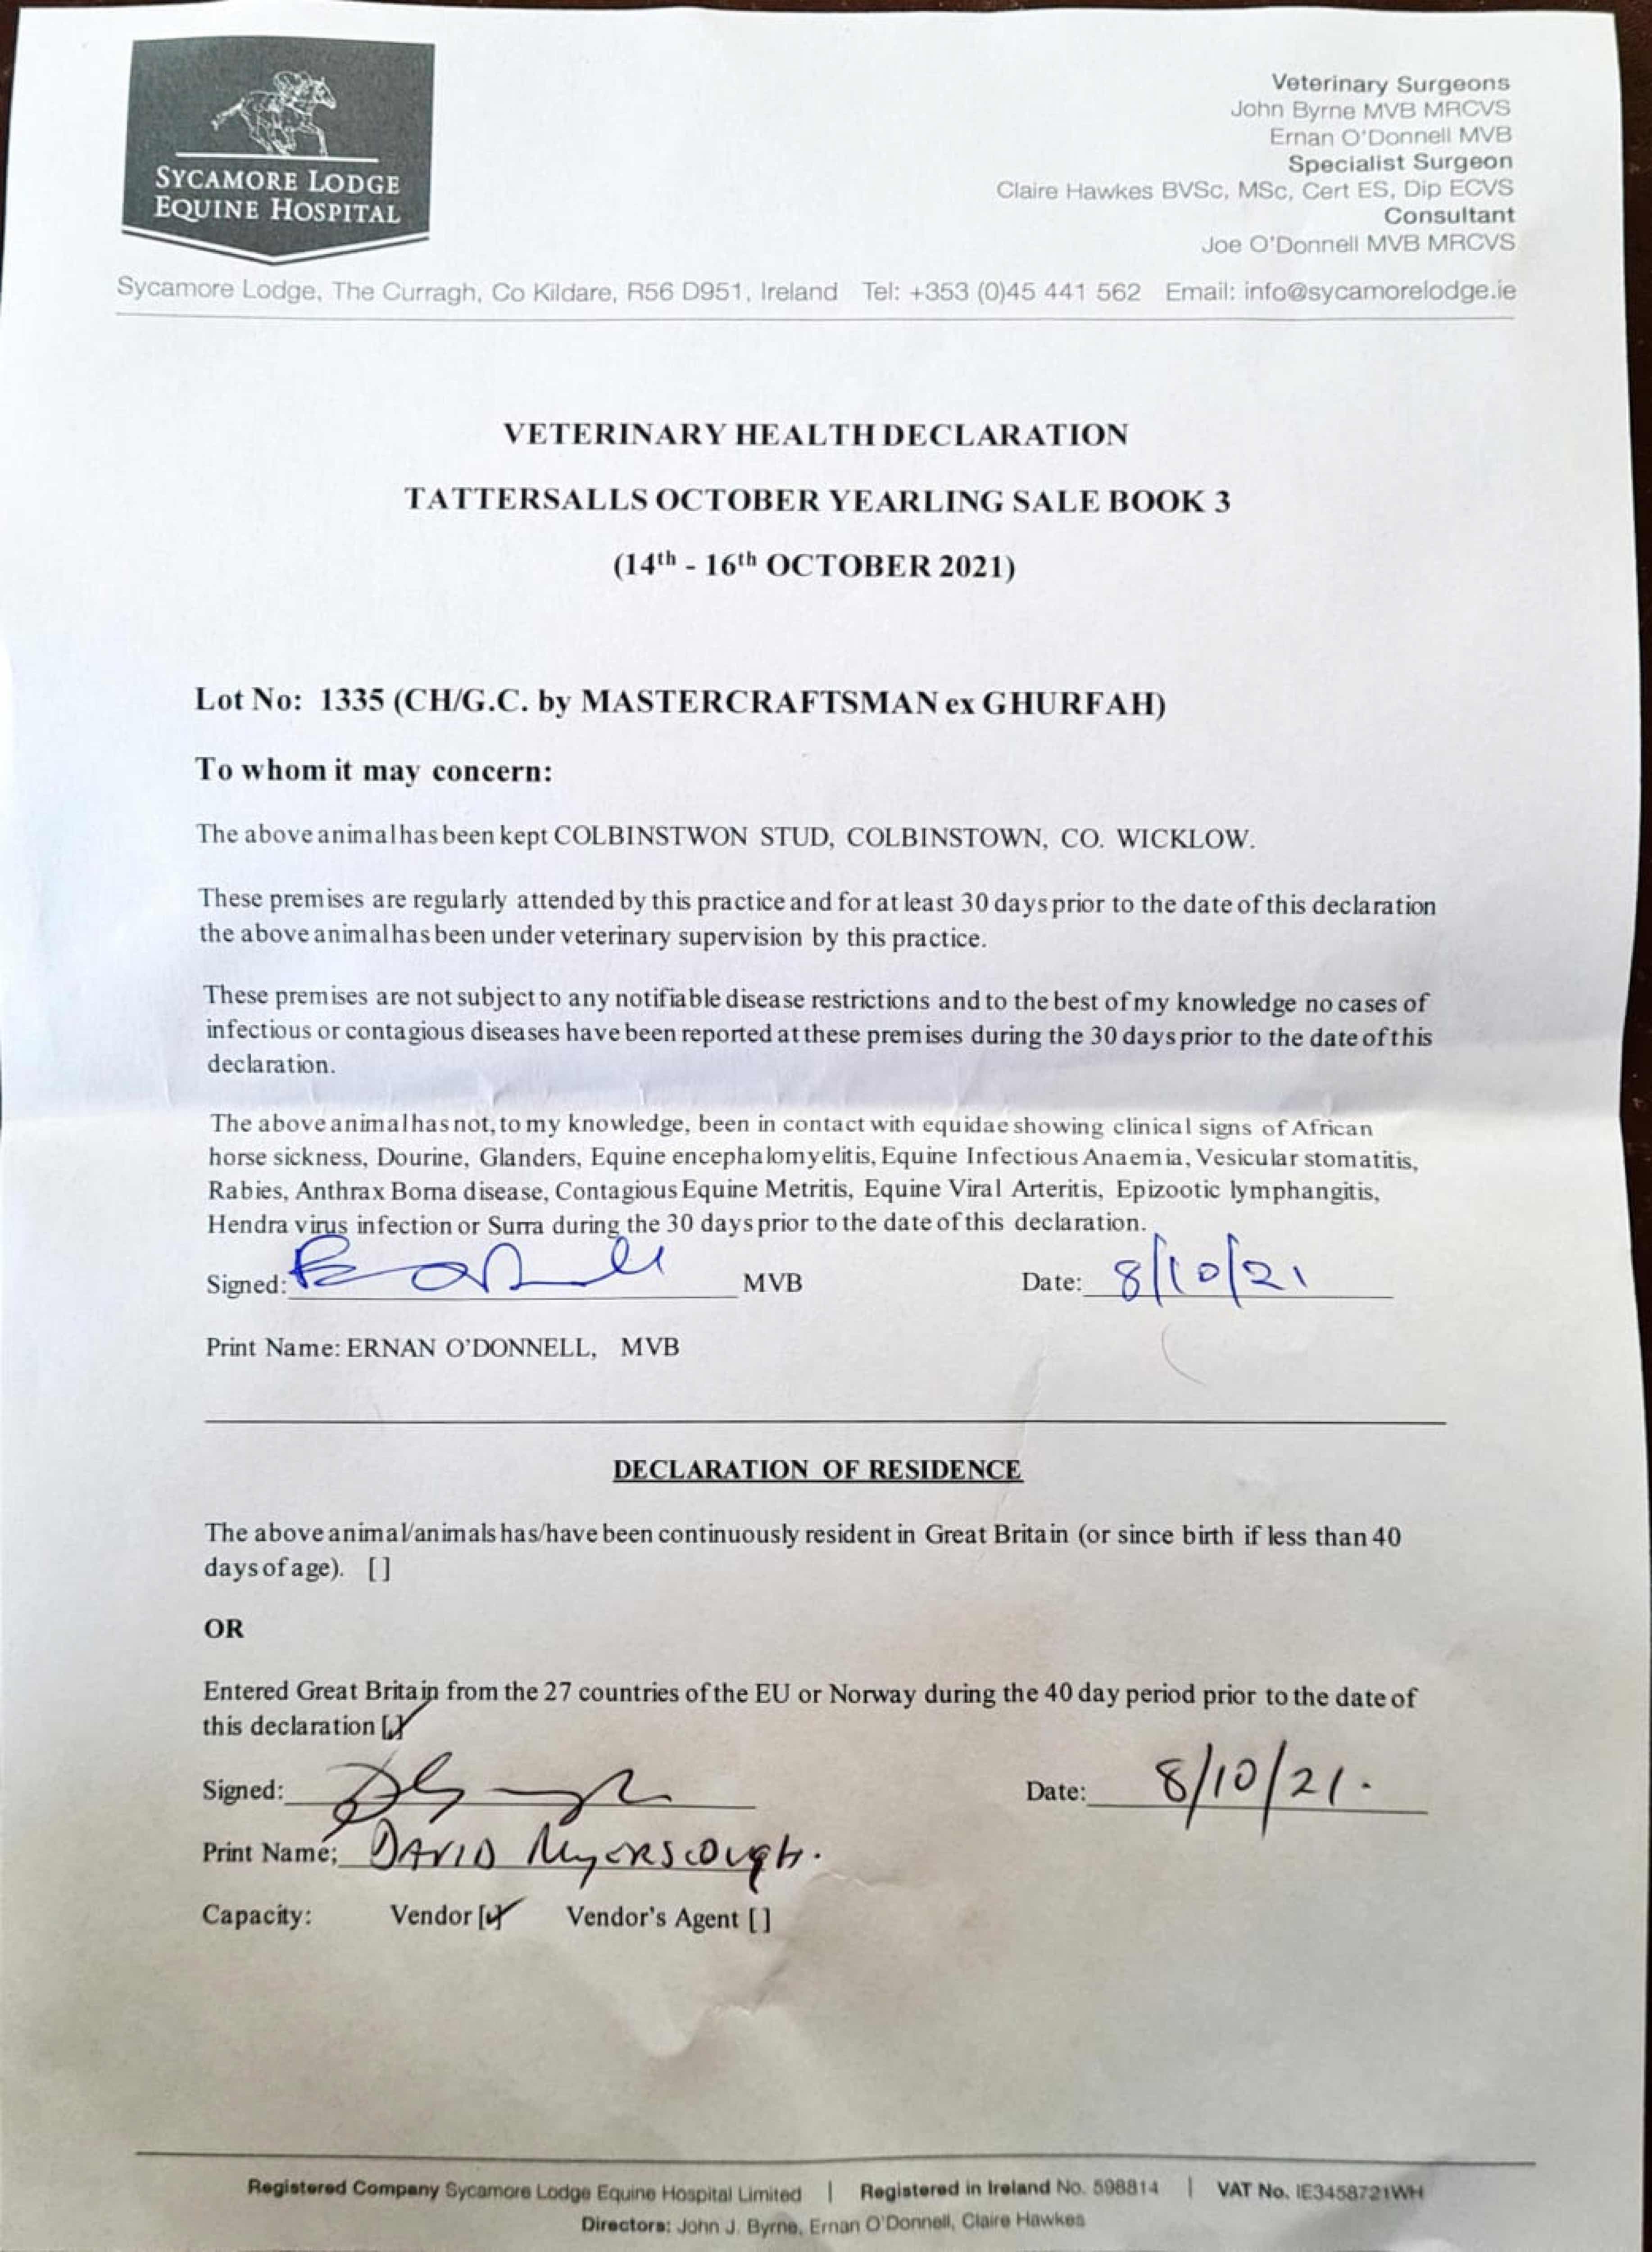 SYCAMORE LODGE
EQUINE HOSPITAL
Veterinary Surgeons
John Byrne MVB MRCVS
Ernan O'Donnell MVB
Specialist Surgeon
Claire Hawkes BVSc, MSc, Cert ES, Dip ECVS
Consultant
Joe O'Donnell MVB MRCVS
Sycamore Lodge, The Curragh, Co Kildare, R56 D951, Ireland Tel: +353 (0)45 441 562 Email: info@sycamorelodge.ie
VETERINARY HEALTH DECLARATION
TATTERSALLS OCTOBER YEARLING SALE BOOK 3
(14th - 16th OCTOBER 2021)
Lot No: 1335 (CH/G.C. by MASTERCRAFTSMAN ex GHURFAH)
To whom it may concern:
The above animal has been kept COLBINSTWON STUD, COLBINSTOWN, CO. WICKLOW.
These premises are regularly attended by this practice and for at least 30 days prior to the date of this declaration
the above animal has been under veterinary supervision by this practice.
These premises are not subject to any notifiable disease restrictions and to the best of my knowledge no cases of
infectious or contagious diseases have been reported at these premises during the 30 days prior to the date of this
declaration.
The above animal has not, to my knowledge, been in contact with equidae showing clinical signs of African
horse sickness, Dourine, Glanders, Equine encephalomyelitis, Equine Infectious Anaemia, Vesicular stomatitis,
Rabies, Anthrax Borna disease, Contagious Equine Metritis, Equine Viral Arteritis, Epizootic lymphangitis,
Hendra virus infection or Surra during the 30 days prior to the date of this declaration.
Signed: MVB Date: 8/10/21
Print Name: ERNAN O'DONNELL, MVB
DECLARATION OF RESIDENCE
The above animal/animals has/have been continuously resident in Great Britain (or since birth if less than 40
days of age). [ ]
OR
Entered Great Britain from the 27 countries of the EU or Norway during the 40 day period prior to the date of
this declaration [✓]
Signed: Date: 8/10/21.
Print Name: DAVID MyERSCOUgh.
Capacity: Vendor [✓] Vendor's Agent [ ]
Registered Company Sycamore Lodge Equine Hospital Limited | Registered in Ireland No. 598814 | VAT No. IE3458721WH
Directors: John J. Byrne, Ernan O'Donnell, Claire Hawkes